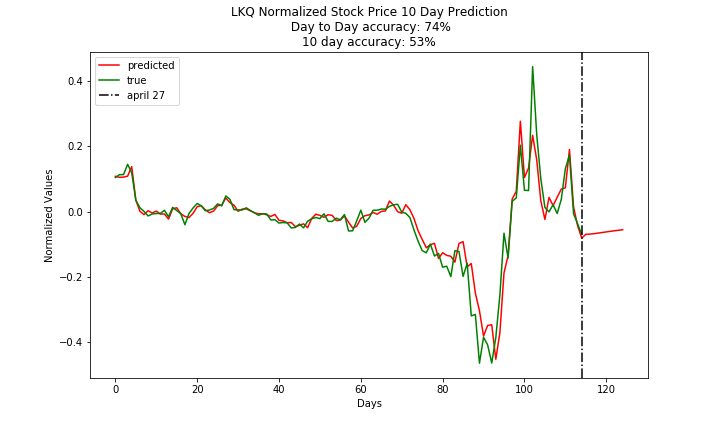 LKQ Normalized Stock Price 10 Day Prediction
Day to Day accuracy: 74%
10 day accuracy: 53%
predicted
true
april 27
Normalized Values
0.4
0.2
0.0
−0.2
−0.4
0 20 40 60 80 100 120
Days